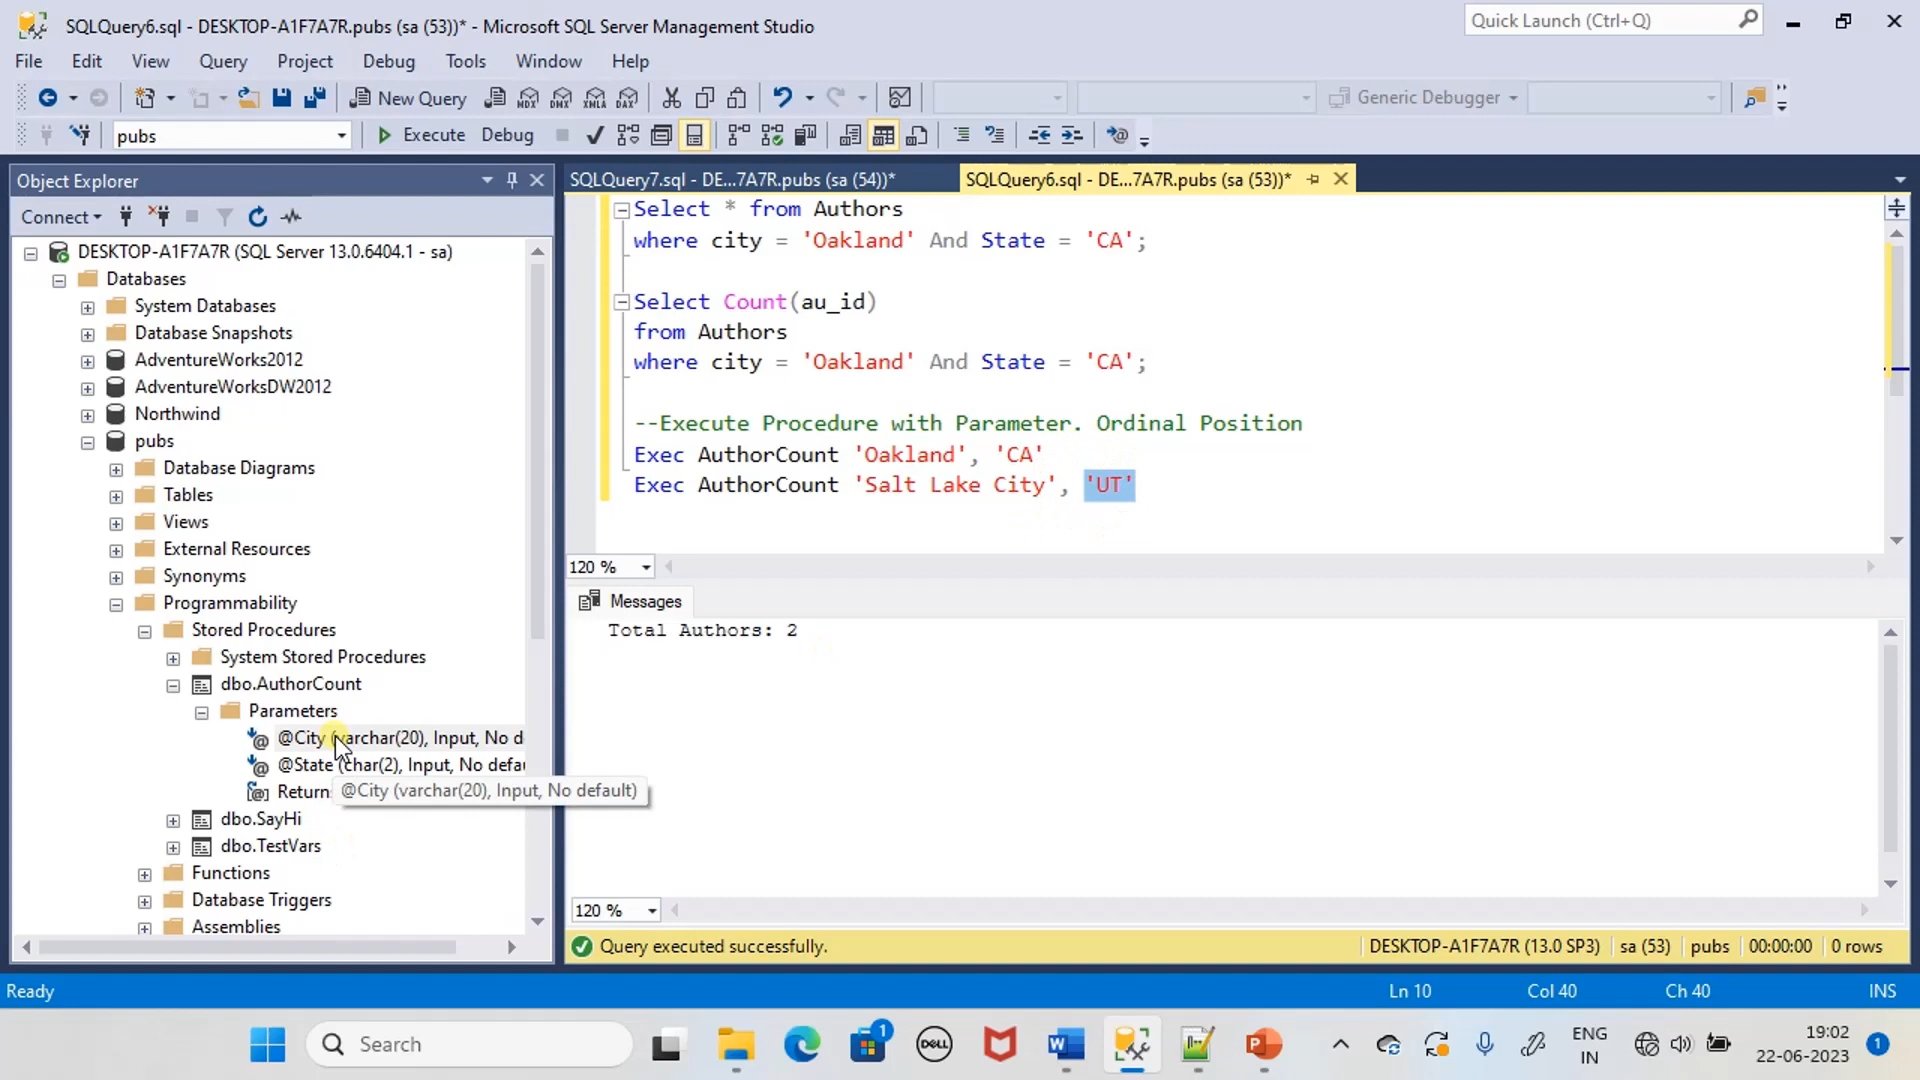 SQLQuery6.sql - DESKTOP-A1F7A7R.pubs (sa (53))* - Microsoft SQL Server Management Studio
Quick Launch (Ctrl+Q)
File Edit View Query Project Debug Tools Window Help
New Query
MDX DMX XMLA DAX
Generic Debugger
pubs
Execute Debug
Object Explorer
SQLQuery7.sql - DE...7A7R.pubs (sa (54))*
SQLQuery6.sql - DE...7A7R.pubs (sa (53))*
Connect
DESKTOP-A1F7A7R (SQL Server 13.0.6404.1 - sa)
Databases
System Databases
Database Snapshots
AdventureWorks2012
AdventureWorksDW2012
Northwind
pubs
Database Diagrams
Tables
Views
External Resources
Synonyms
Programmability
Stored Procedures
System Stored Procedures
dbo.AuthorCount
Parameters
@City (varchar(20), Input, No d
@State (char(2), Input, No defau
Return
@City (varchar(20), Input, No default)
dbo.SayHi
dbo.TestVars
Functions
Database Triggers
Assemblies
Select * from Authors
where city = 'Oakland' And State = 'CA';
Select Count(au_id)
from Authors
where city = 'Oakland' And State = 'CA';
--Execute Procedure with Parameter. Ordinal Position
Exec AuthorCount 'Oakland', 'CA'
Exec AuthorCount 'Salt Lake City', 'UT'
120 %
Messages
Total Authors: 2
120 %
Query executed successfully.
DESKTOP-A1F7A7R (13.0 SP3) sa (53) pubs 00:00:00 0 rows
Ready
Ln 10 Col 40 Ch 40 INS
Search
1
DELL
ENG
IN
19:02
22-06-2023
1